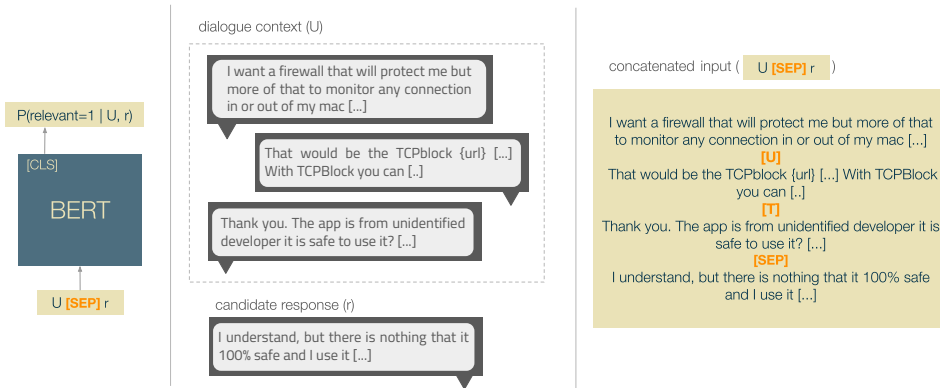 P(relevant=1 | U, r)
[CLS]
BERT
U [SEP] r
dialogue context (U)
I want a firewall that will protect me but
more of that to monitor any connection
in or out of my mac [...]
That would be the TCPblock {url} [...]
With TCPBlock you can [..]
Thank you. The app is from unidentified
developer it is safe to use it? [...]
candidate response (r)
I understand, but there is nothing that it
100% safe and I use it [...]
concatenated input ( U [SEP] r )
I want a firewall that will protect me but more of that
to monitor any connection in or out of my mac [...]
[U]
That would be the TCPblock {url} [...] With TCPBlock
you can [..]
[T]
Thank you. The app is from unidentified developer it is
safe to use it? [...]
[SEP]
I understand, but there is nothing that it 100% safe
and I use it [...]